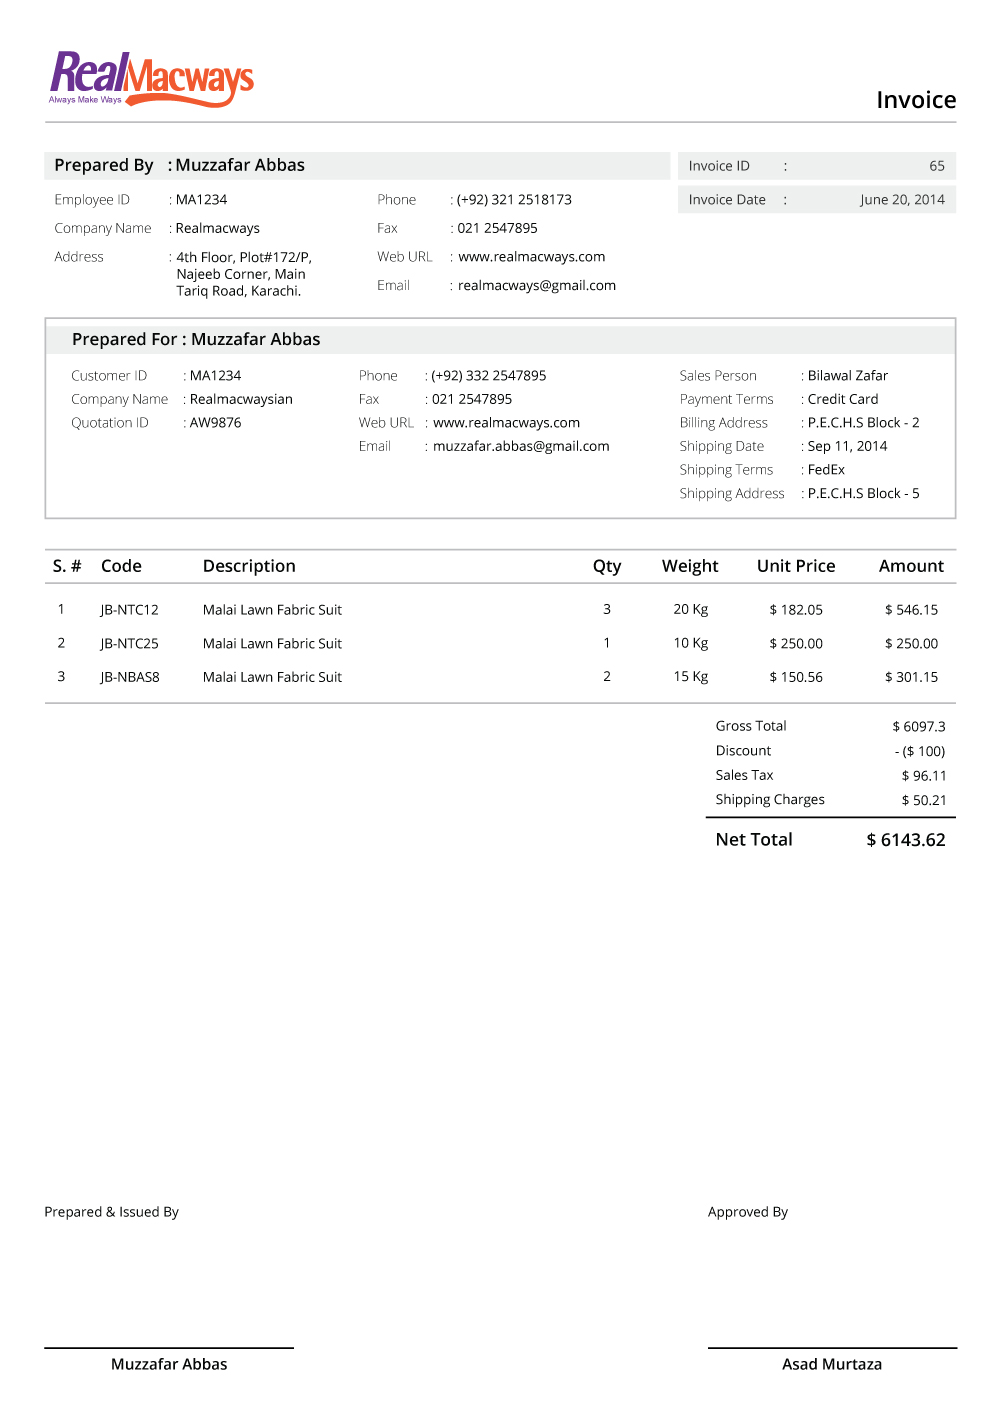 RealMacways
Always Make Ways
Invoice
Prepared By : Muzzafar Abbas
Employee ID : MA1234
Company Name : Realmacways
Address : 4th Floor, Plot#172/P,
Najeeb Corner, Main
Tariq Road, Karachi.
Phone : (+92) 321 2518173
Fax : 021 2547895
Web URL : www.realmacways.com
Email : realmacways@gmail.com
Invoice ID : 65
Invoice Date : June 20, 2014
Prepared For : Muzzafar Abbas
Customer ID : MA1234
Company Name : Realmacwaysian
Quotation ID : AW9876
Phone : (+92) 332 2547895
Fax : 021 2547895
Web URL : www.realmacways.com
Email : muzzafar.abbas@gmail.com
Sales Person : Bilawal Zafar
Payment Terms : Credit Card
Billing Address : P.E.C.H.S Block - 2
Shipping Date : Sep 11, 2014
Shipping Terms : FedEx
Shipping Address : P.E.C.H.S Block - 5
S. # Code Description Qty Weight Unit Price Amount
1 JB-NTC12 Malai Lawn Fabric Suit 3 20 Kg $ 182.05 $ 546.15
2 JB-NTC25 Malai Lawn Fabric Suit 1 10 Kg $ 250.00 $ 250.00
3 JB-NBAS8 Malai Lawn Fabric Suit 2 15 Kg $ 150.56 $ 301.15
Gross Total $ 6097.3
Discount - ($ 100)
Sales Tax $ 96.11
Shipping Charges $ 50.21
Net Total $ 6143.62
Prepared & Issued By
Approved By
Muzzafar Abbas
Asad Murtaza